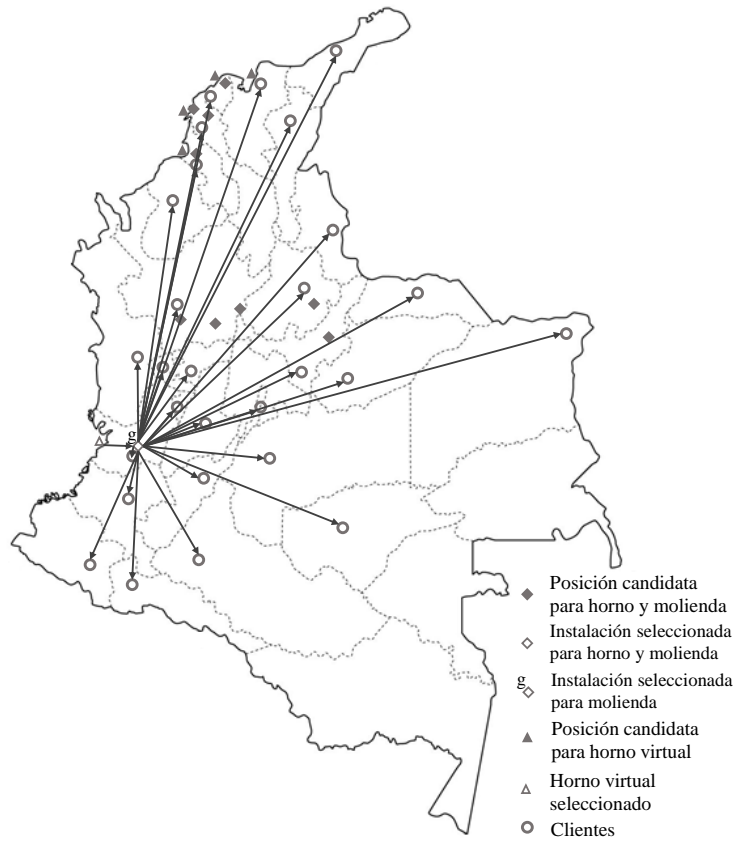 g
Posición candidata
para horno y molienda
Instalación seleccionada
para horno y molienda
g Instalación seleccionada
para molienda
Posición candidata
para horno virtual
Horno virtual
seleccionado
Clientes